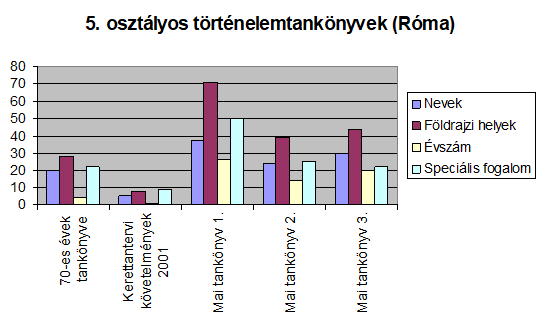 5. osztályos történelemtankönyvek (Róma)
80
70
60
50
40
30
20
10
0
70-es évek
tankönyve
Kerettantervi
követelmények
2001
Mai tankönyv 1.
Mai tankönyv 2.
Mai tankönyv 3.
Nevek
Földrajzi helyek
Évszám
Speciális fogalom